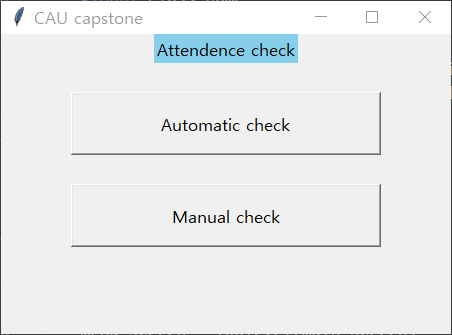 CAU capstone
Attendence check
Automatic check
Manual check